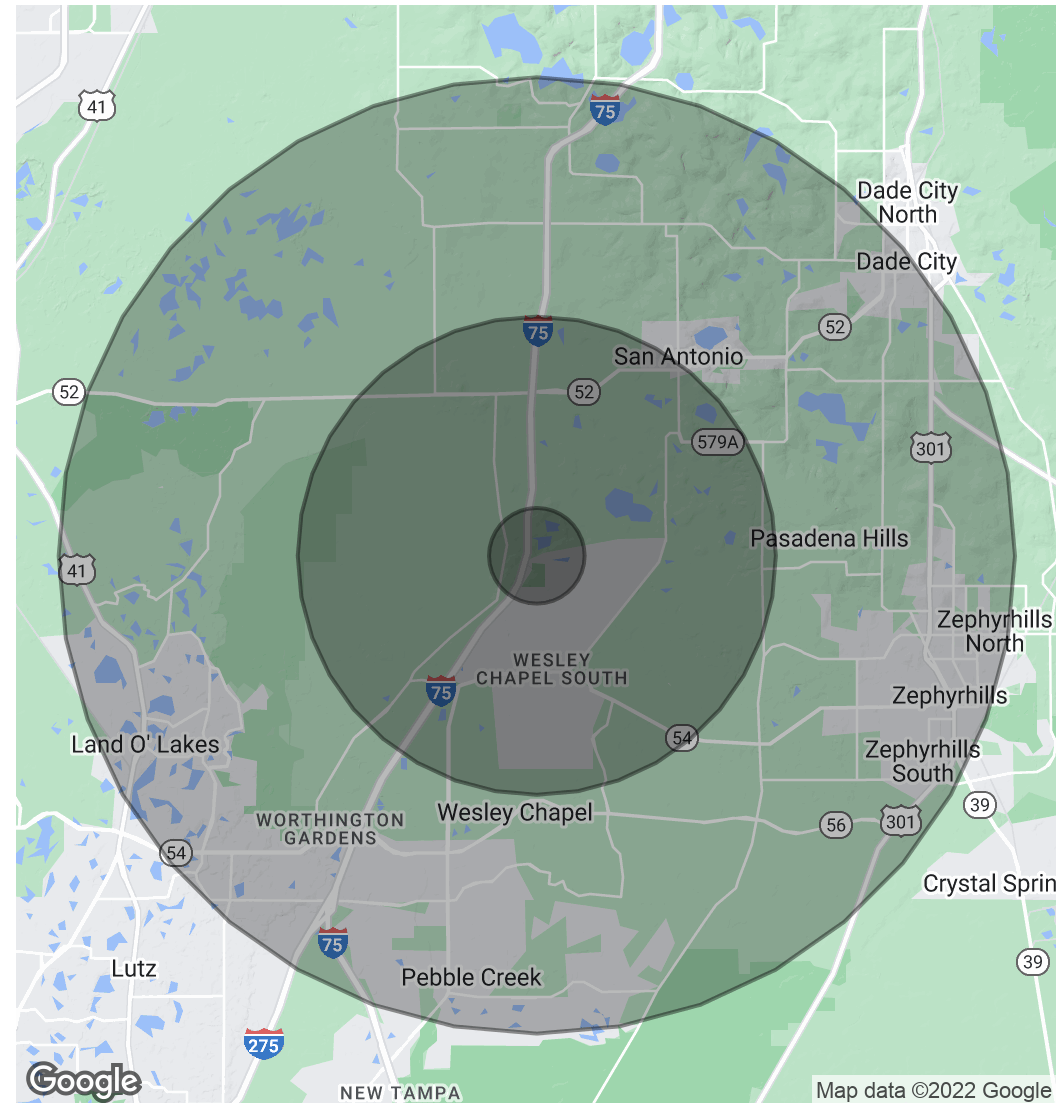 41
75
Dade City
North
Dade City
52
75
San Antonio
52
52
579A
301
Pasadena Hills
41
Zephyrhills
North
WESLEY
CHAPEL SOUTH
75
Zephyrhills
54
Land O' Lakes
Zephyrhills
South
39
Wesley Chapel
WORTHINGTON
GARDENS
56
301
54
Crystal Sprin
75
39
Lutz
Pebble Creek
275
Google
NEW TAMPA
Map data ©2022 Google